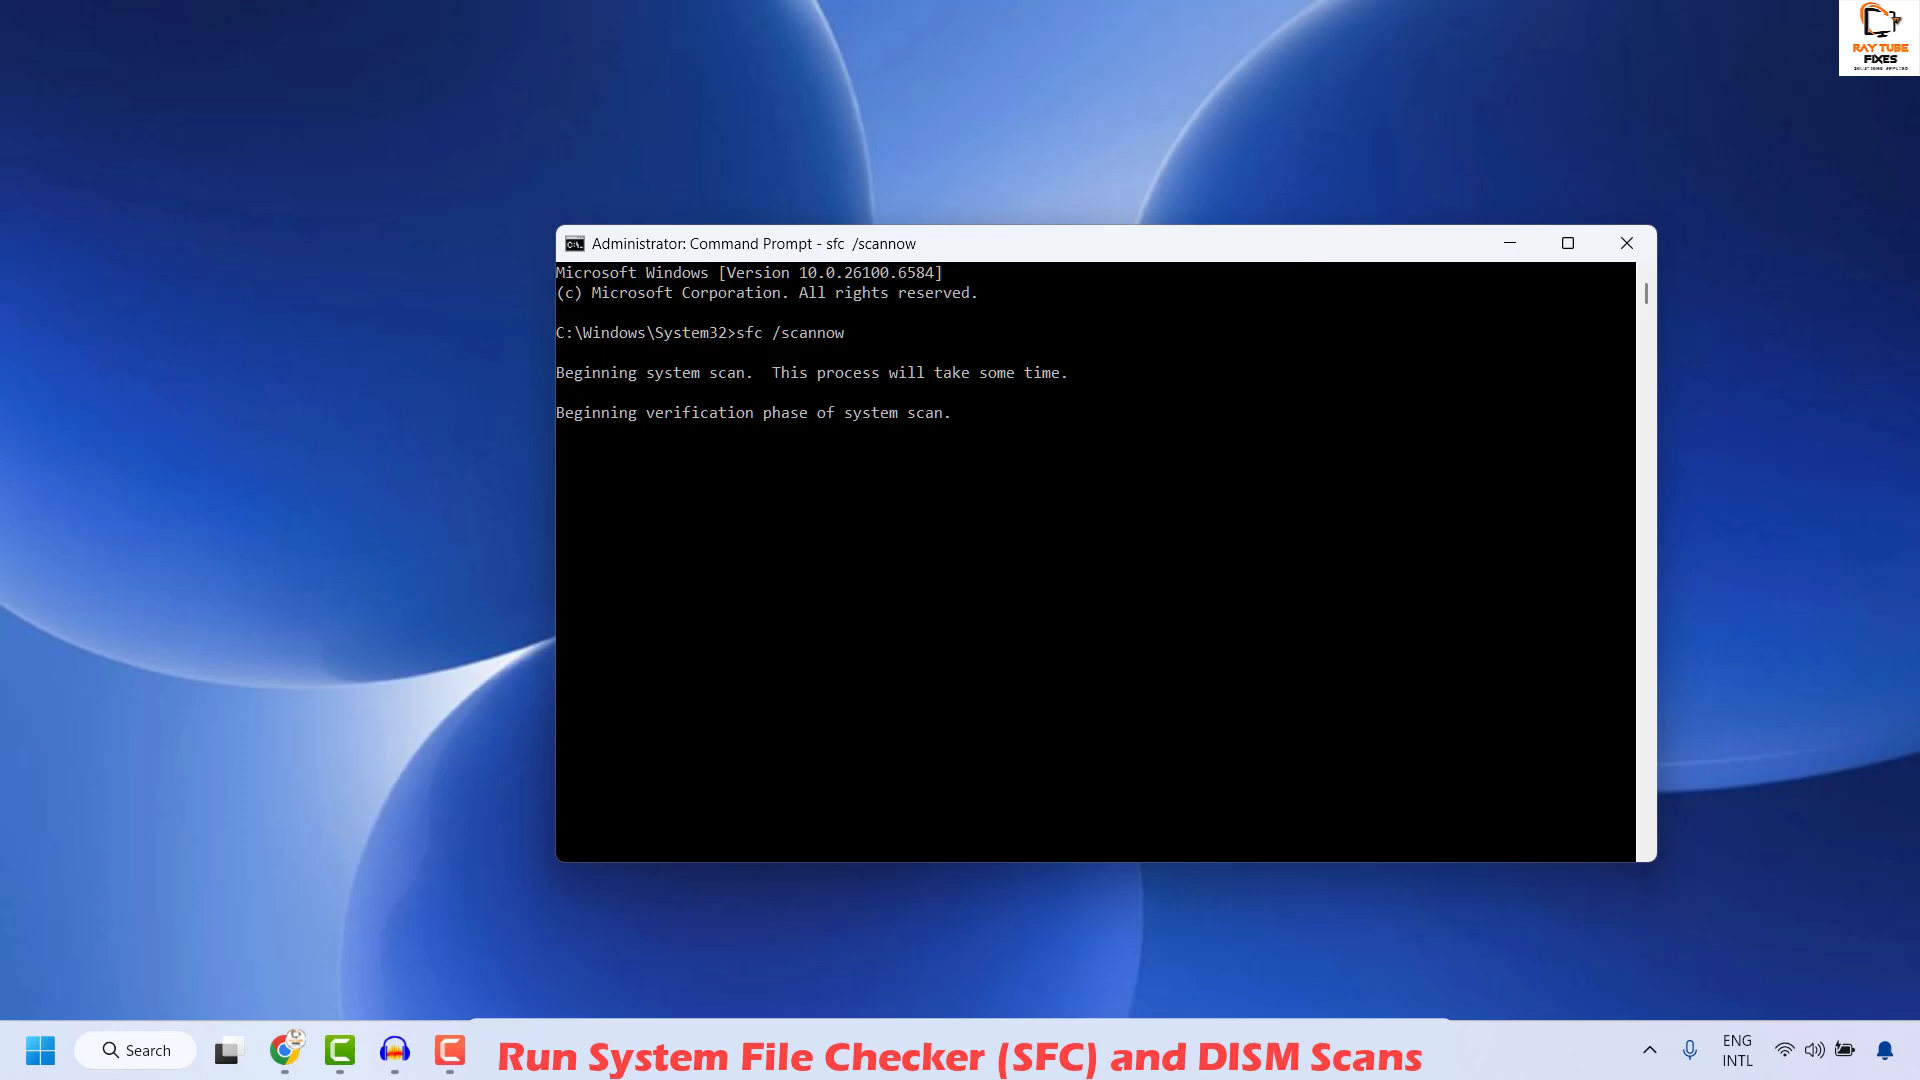 RAY TUBE
FIXES
Administrator: Command Prompt - sfc  /scannow
Microsoft Windows [Version 10.0.26100.6584]
(c) Microsoft Corporation. All rights reserved.
C:\Windows\System32>sfc /scannow
Beginning system scan.  This process will take some time.
Beginning verification phase of system scan.
Search
Run System File Checker (SFC) and DISM Scans
ENG
INTL